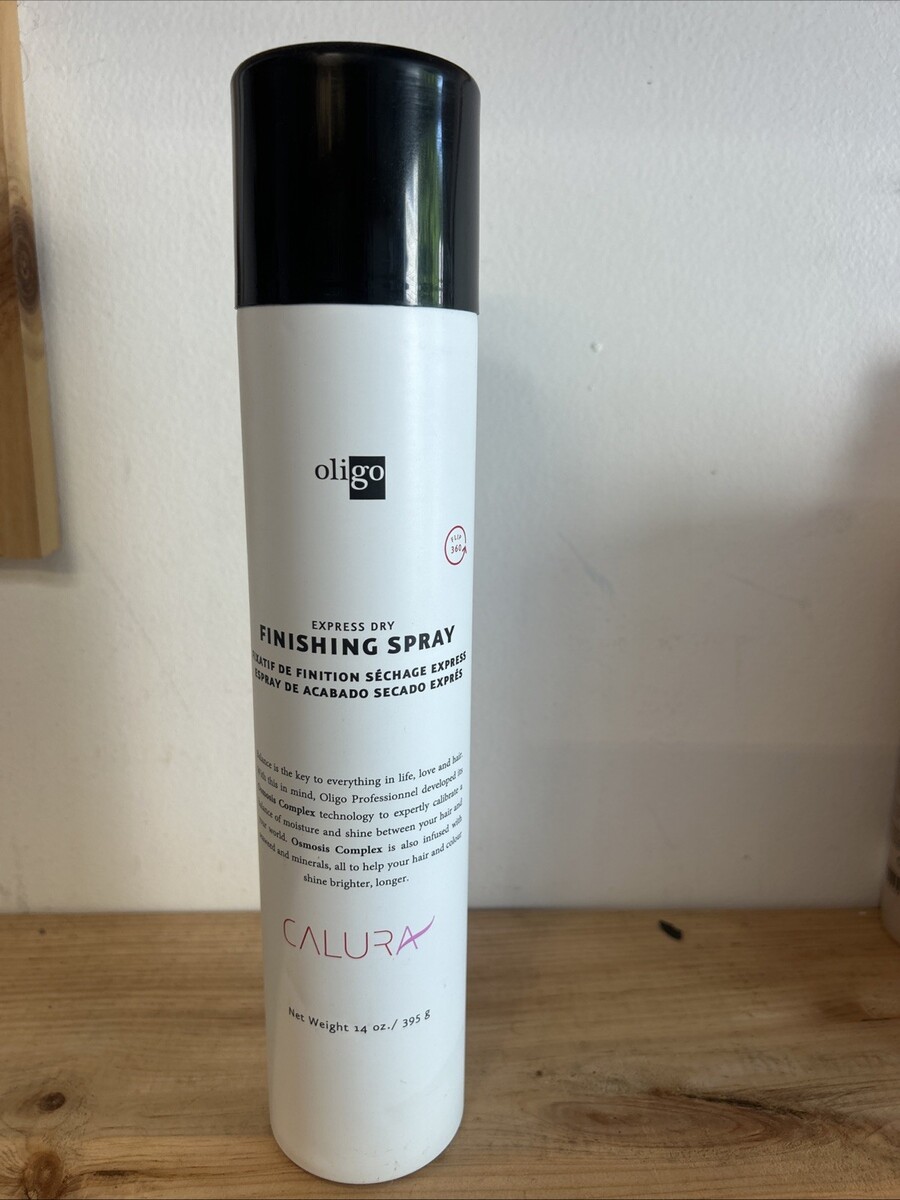 oligo
FLIP
360
EXPRESS DRY
FINISHING SPRAY
FIXATIF DE FINITION SÉCHAGE EXPRESS
ESPRAY DE ACABADO SECADO EXPRÉS
is the key to everything in life, love and hair.
this in mind, Oligo Professionnel developed its
Osmosis Complex technology to expertly calibrate a
balance of moisture and shine between your hair and
your world. Osmosis Complex is also infused with
and minerals, all to help your hair and colour
shine brighter, longer.
CALURA
Net Weight 14 oz./ 395 g